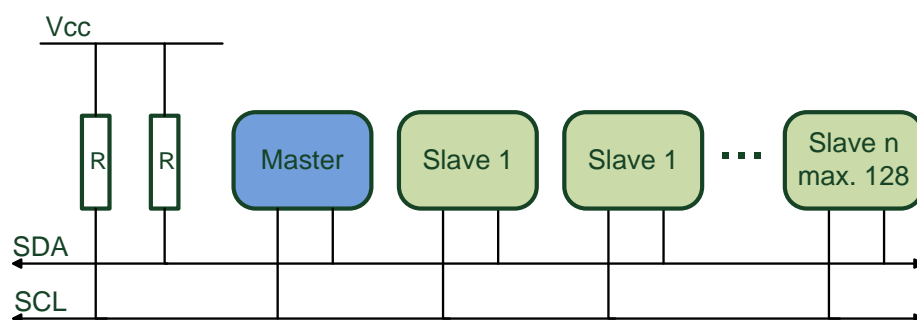 Vcc
R
R
Master
Slave 1
Slave 1
...
Slave n
max. 128
SDA
SCL